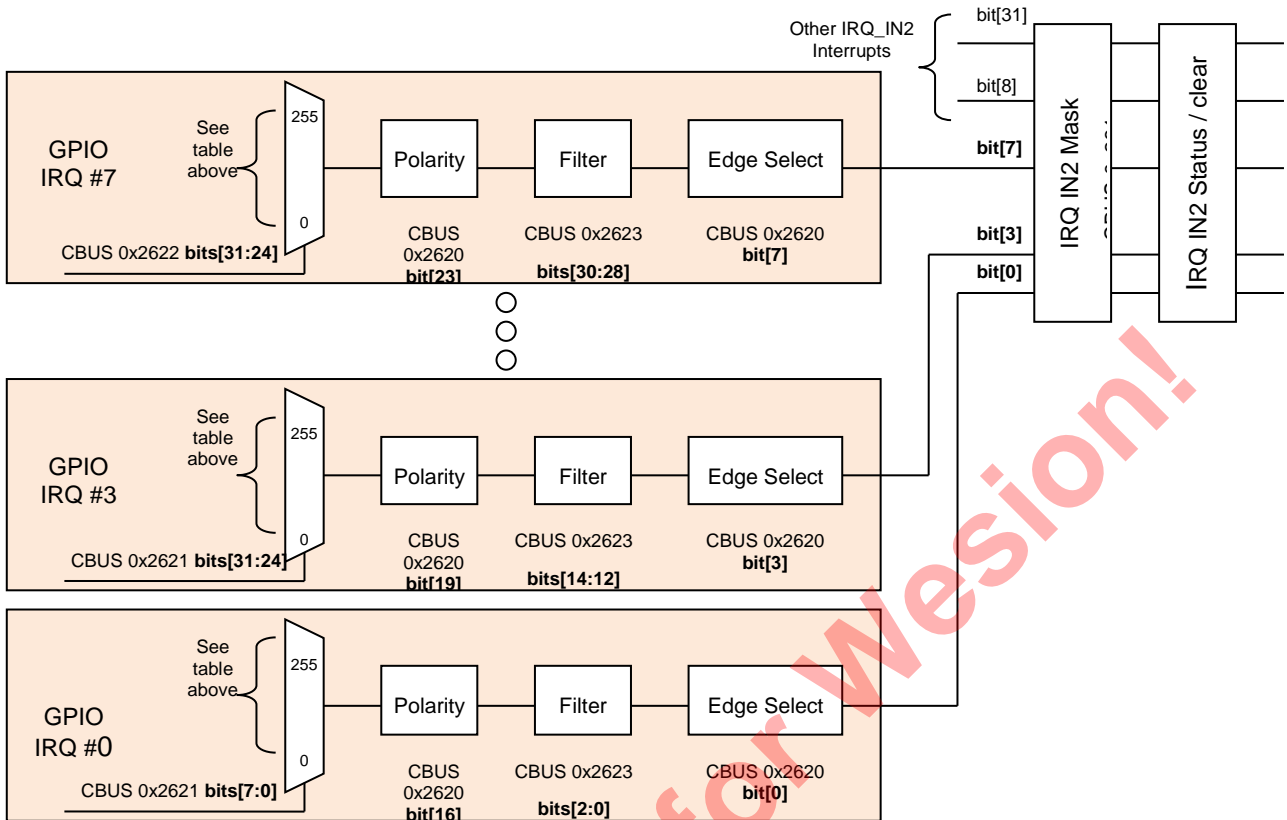 Other IRQ_IN2
Interrupts
bit[31]
bit[8]
bit[7]
bit[3]
bit[0]
IRQ IN2 Mask
IRQ IN2 Status / clear
GPIO
IRQ #7
See
table
above
255
0
CBUS 0x2622 bits[31:24]
Polarity
CBUS
0x2620
bit[23]
Filter
CBUS 0x2623
bits[30:28]
Edge Select
CBUS 0x2620
bit[7]
GPIO
IRQ #3
See
table
above
255
0
CBUS 0x2621 bits[31:24]
Polarity
CBUS
0x2620
bit[19]
Filter
CBUS 0x2623
bits[14:12]
Edge Select
CBUS 0x2620
bit[3]
GPIO
IRQ #0
See
table
above
255
0
CBUS 0x2621 bits[7:0]
Polarity
CBUS
0x2620
bit[16]
Filter
CBUS 0x2623
bits[2:0]
Edge Select
CBUS 0x2620
bit[0]
for Wesion!